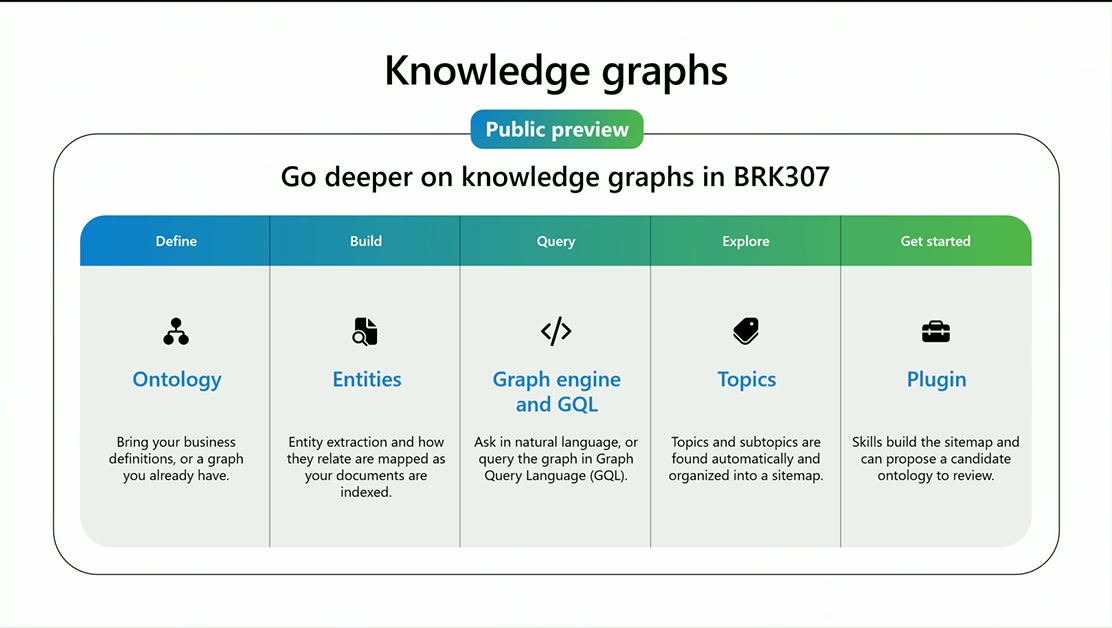 Knowledge graphs
Public preview
Go deeper on knowledge graphs in BRK307
Define
Build
Query
Explore
Get started
Ontology
Bring your business
definitions, or a graph
you already have.
Entities
Entity extraction and how
they relate are mapped as
your documents are
indexed.
Graph engine
and GQL
Ask in natural language, or
query the graph in Graph
Query Language (GQL).
Topics
Topics and subtopics are
found automatically and
organized into a sitemap.
Plugin
Skills build the sitemap and
can propose a candidate
ontology to review.